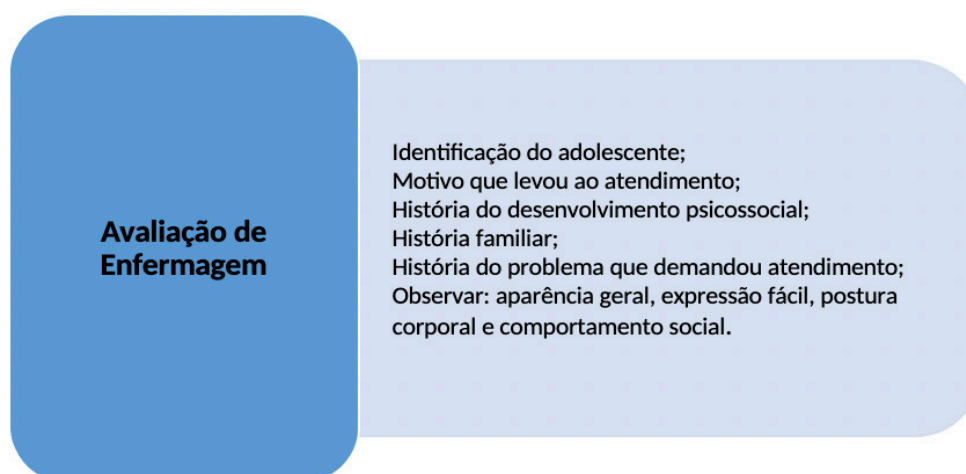 Avaliação de
Enfermagem
Identificação do adolescente;
Motivo que levou ao atendimento;
História do desenvolvimento psicossocial;
História familiar;
História do problema que demandou atendimento;
Observar: aparência geral, expressão fácil, postura
corporal e comportamento social.